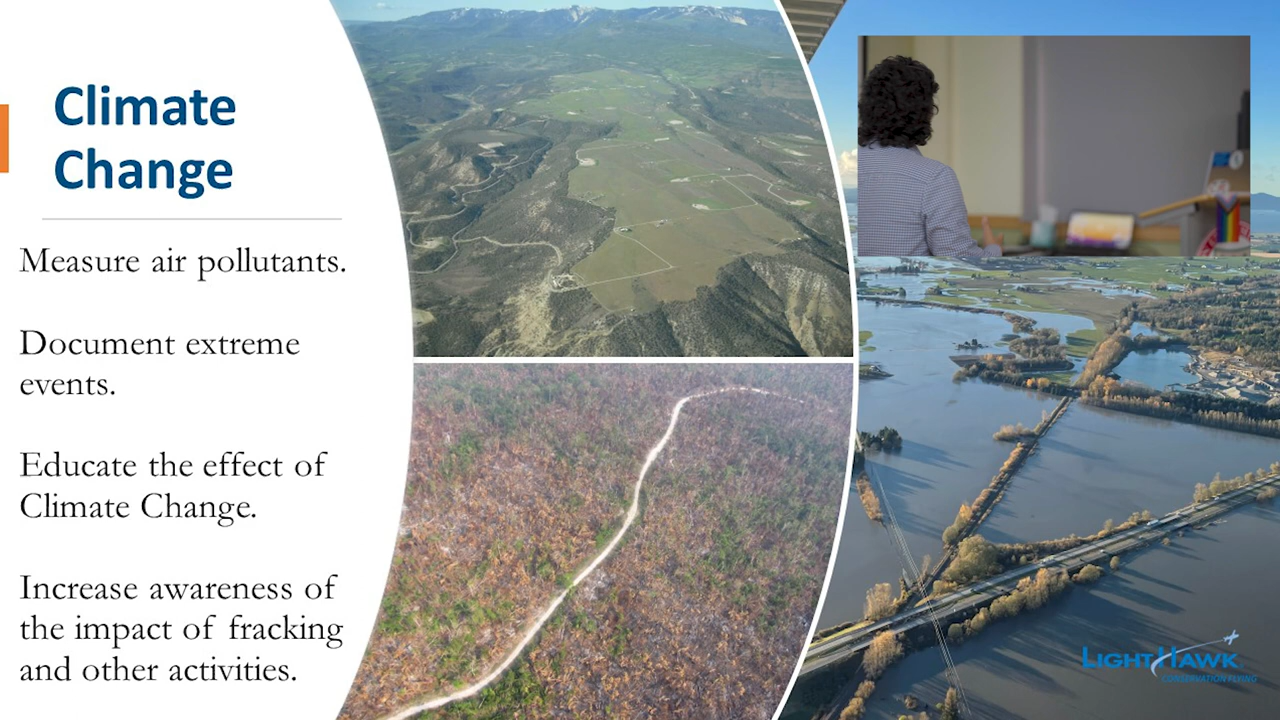 Climate
Change
Measure air pollutants.
Document extreme
events.
Educate the effect of
Climate Change.
Increase awareness of
the impact of fracking
and other activities.
LIGHTHAWK
CONSERVATION FLYING